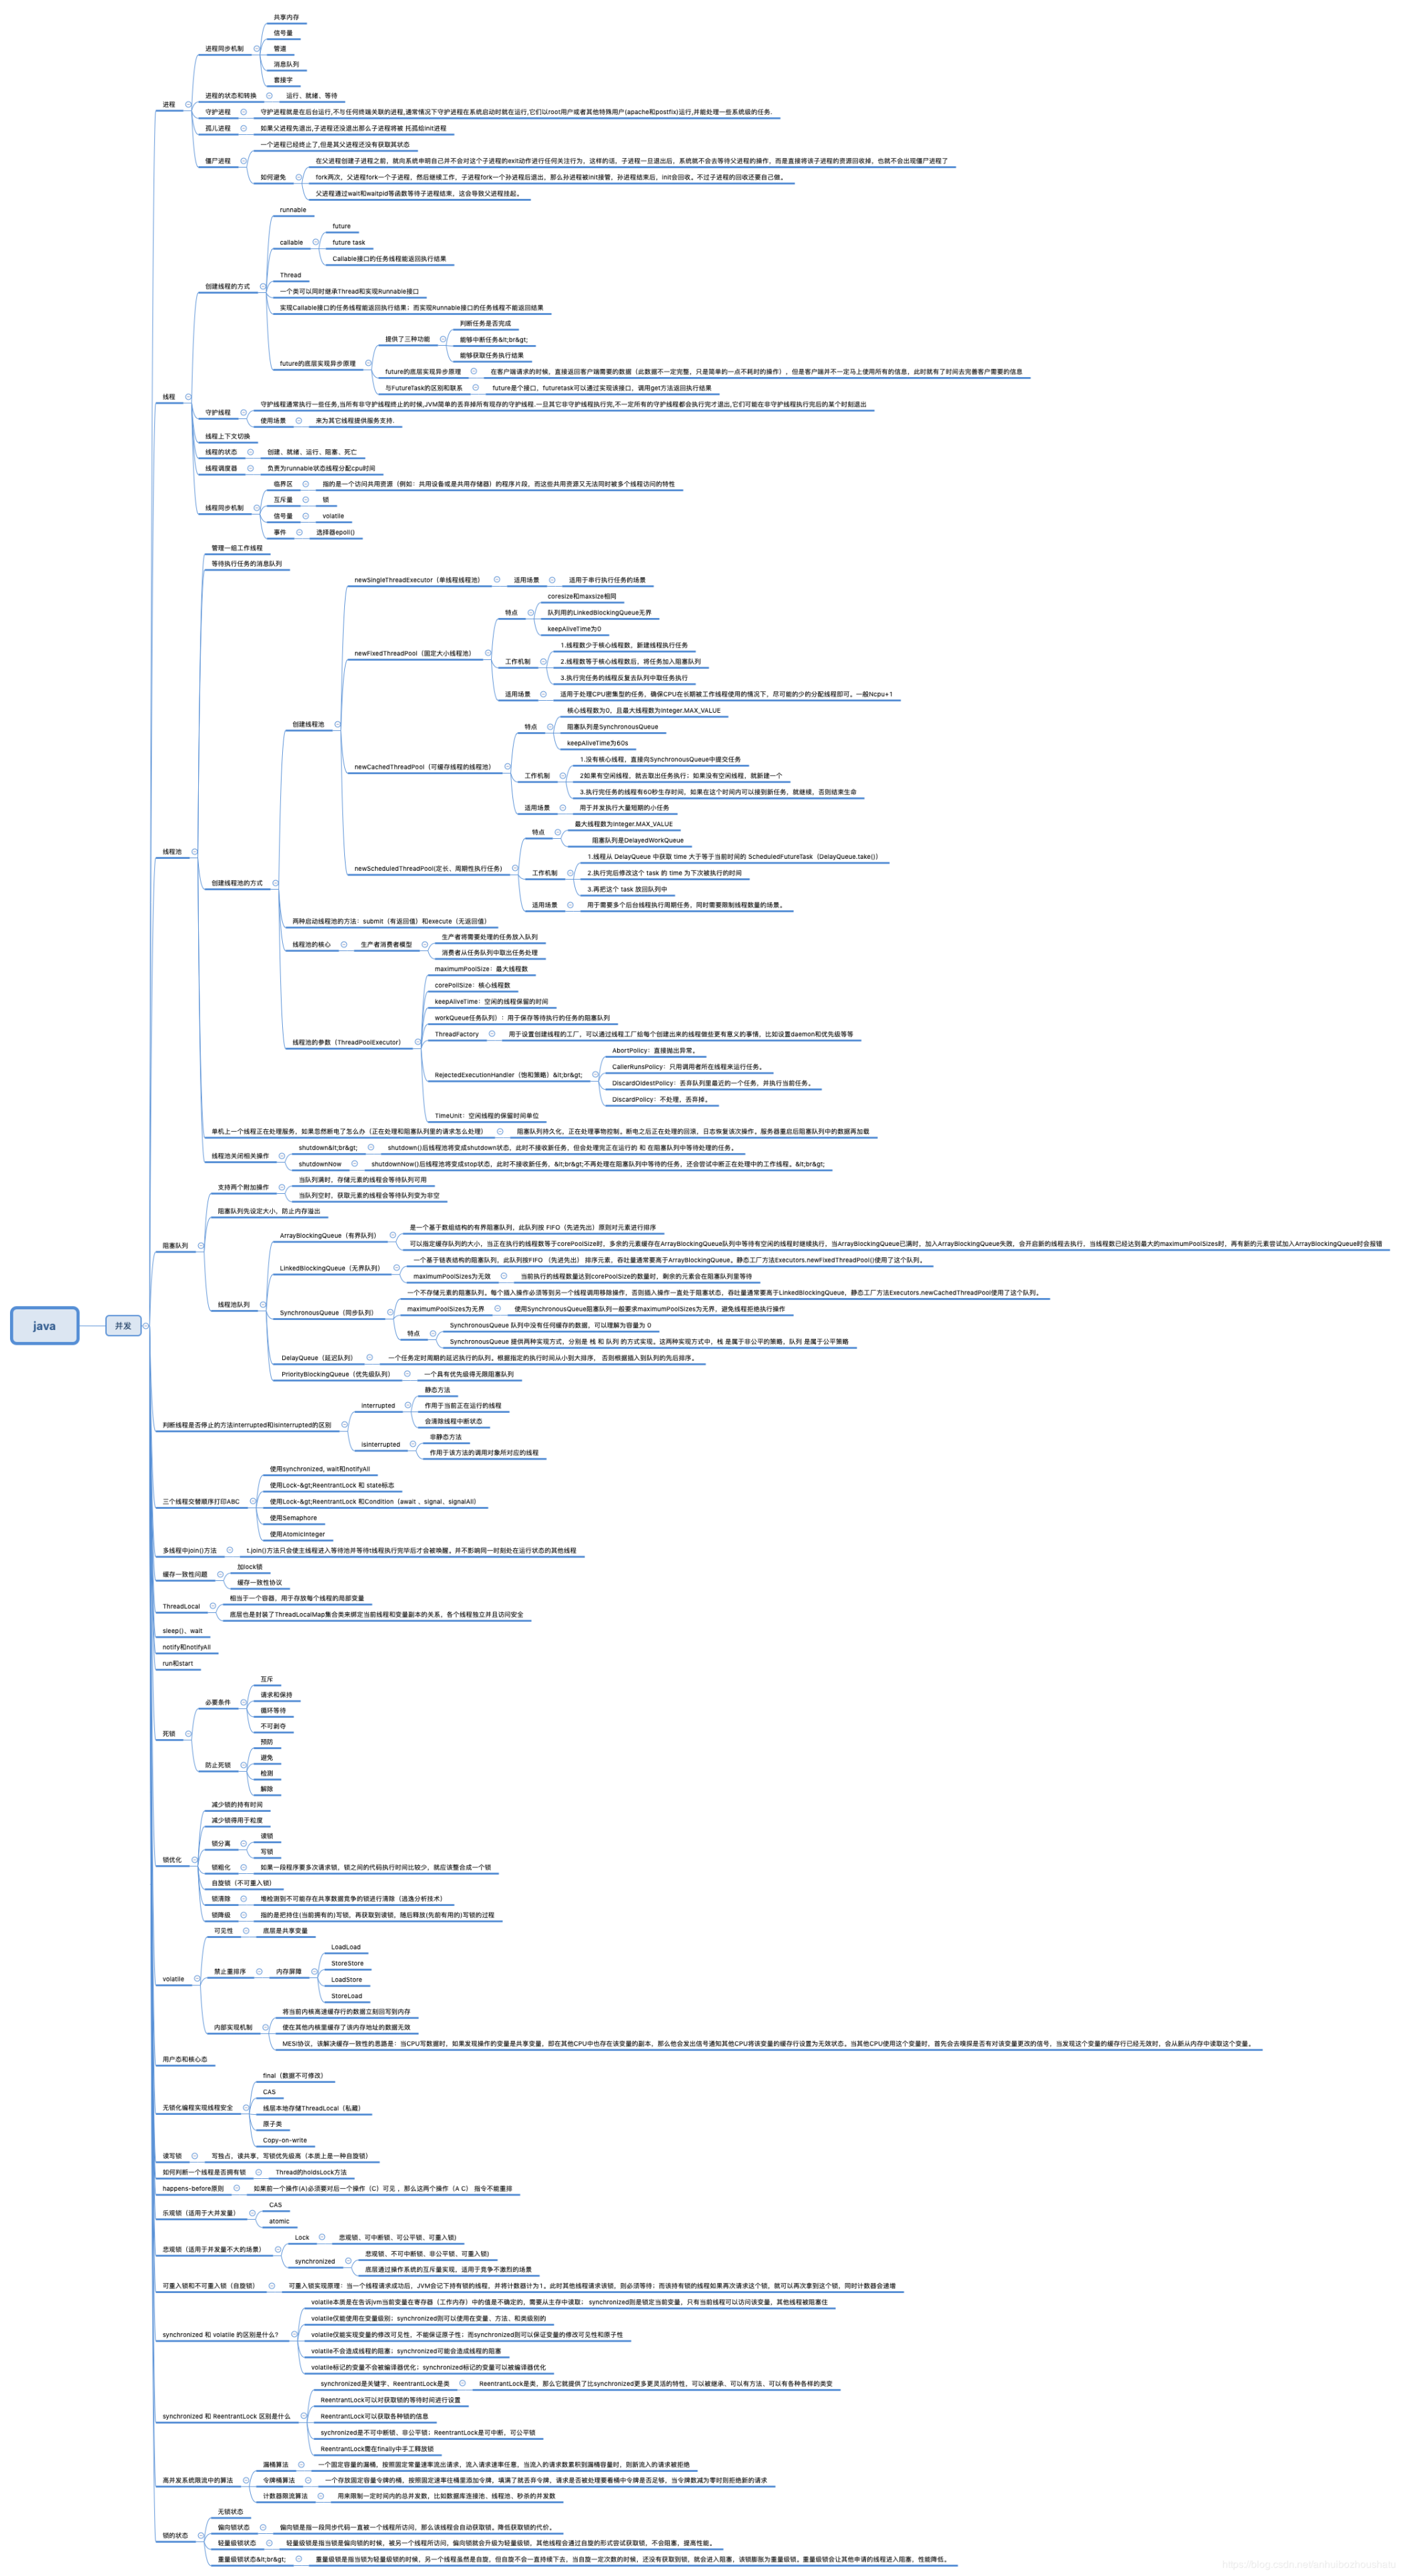 java
并发
进程
进程同步机制
共享内存
信号量
管道
消息队列
套接字
进程的状态和转换
运行、就绪、等待
守护进程
守护进程就是在后台运行,不与任何终端关联的进程,通常情况下守护进程在系统启动时就在运行,它们以root用户或者其他特殊用户(apache和postfix)运行,并能处理一些系统级的任务.
孤儿进程
如果父进程先退出,子进程还没退出那么子进程将被 托孤给init进程
僵尸进程
一个进程已经终止了,但是其父进程还没有获取其状态
如何避免
在父进程创建子进程之前，就向系统申明自己并不会对这个子进程的exit动作进行任何关注行为，这样的话，子进程一旦退出后，系统就不会去等待父进程的操作，而是直接将该子进程的资源回收掉，也就不会出现僵尸进程了
fork两次，父进程fork一个子进程，然后继续工作，子进程fork一个孙进程后退出，那么孙进程被init接管，孙进程结束后，init会回收。不过子进程的回收还要自己做。
父进程通过wait和waitpid等函数等待子进程结束，这会导致父进程挂起。
线程
创建线程的方式
runnable
callable
future
future task
Callable接口的任务线程能返回执行结果
Thread
一个类可以同时继承Thread和实现Runnable接口
实现Callable接口的任务线程能返回执行结果；而实现Runnable接口的任务线程不能返回结果
future的底层实现异步原理
提供了三种功能
判断任务是否完成
能够中断任务&lt;br&gt;
能够获取任务执行结果
future的底层实现异步原理
在客户端请求的时候，直接返回客户端需要的数据（此数据不一定完整，只是简单的一点不耗时的操作），但是客户端并不一定马上使用所有的信息，此时就有了时间去完善客户需要的信息
与FutureTask的区别和联系
future是个接口，futuretask可以通过实现该接口，调用get方法返回执行结果
守护线程
守护线程通常执行一些任务,当所有非守护线程终止的时候,JVM简单的丢弃掉所有现存的守护线程.一旦其它非守护线程执行完,不一定所有的守护线程都会执行完才退出,它们可能在非守护线程执行完后的某个时刻退出
使用场景
来为其它线程提供服务支持.
线程上下文切换
线程的状态
创建、就绪、运行、阻塞、死亡
线程调度器
负责为runnable状态线程分配cpu时间
线程同步机制
临界区
指的是一个访问共用资源（例如：共用设备或是共用存储器）的程序片段，而这些共用资源又无法同时被多个线程访问的特性
互斥量
锁
信号量
volatile
事件
选择器epoll()
线程池
管理一组工作线程
等待执行任务的消息队列
创建线程池的方式
创建线程池
newSingleThreadExecutor（单线程线程池）
适用场景
适用于串行执行任务的场景
newFixedThreadPool（固定大小线程池）
特点
coresize和maxsize相同
队列用的LinkedBlockingQueue无界
keepAliveTime为0
工作机制
1.线程数少于核心线程数，新建线程执行任务
2.线程数等于核心线程数后，将任务加入阻塞队列
3.执行完任务的线程反复去队列中取任务执行
适用场景
适用于处理CPU密集型的任务，确保CPU在长期被工作线程使用的情况下，尽可能的少的分配线程即可。一般Ncpu+1
newCachedThreadPool（可缓存线程的线程池）
特点
核心线程数为0，且最大线程数为Integer.MAX_VALUE
阻塞队列是SynchronousQueue
keepAliveTime为60s
工作机制
1.没有核心线程，直接向SynchronousQueue中提交任务
2如果有空闲线程，就去取出任务执行；如果没有空闲线程，就新建一个
3.执行完任务的线程有60秒生存时间，如果在这个时间内可以接到新任务，就继续，否则结束生命
适用场景
用于并发执行大量短期的小任务
newScheduledThreadPool(定长，周期性执行任务)
特点
最大线程数为Integer.MAX_VALUE
阻塞队列是DelayedWorkQueue
工作机制
1.线程从 DelayQueue 中获取 time 大于等于当前时间的 ScheduledFutureTask（DelayQueue.take()）
2.执行完后修改这个 task 的 time 为下次被执行的时间
3.再把这个 task 放回队列中
适用场景
用于需要多个后台线程执行周期任务，同时需要限制线程数量的场景。
两种启动线程池的方法：submit（有返回值）和execute（无返回值）
线程池的核心
生产者消费者模型
生产者将需要处理的任务放入队列
消费者从任务队列中取出任务处理
线程池的参数（ThreadPoolExecutor）
maximumPoolSize：最大线程数
corePollSize：核心线程数
keepAliveTime：空闲的线程保留的时间
workQueue任务队列）：用于保存等待执行的任务的阻塞队列
ThreadFactory
用于设置创建线程的工厂，可以通过线程工厂给每个创建出来的线程做些更有意义的事情，比如设置daemon和优先级等等
RejectedExecutionHandler（饱和策略）&lt;br&gt;
AbortPolicy：直接抛出异常。
CallerRunsPolicy：只用调用者所在线程来运行任务。
DiscardOldestPolicy：丢弃队列里最近的一个任务，并执行当前任务。
DiscardPolicy：不处理，丢弃掉。
TimeUnit：空闲线程的保留时间单位
单机上一个线程正在处理服务，如果忽然断电了怎么办（正在处理和阻塞队列里的请求怎么处理）
阻塞队列持久化，正在处理事物控制。断电之后正在处理的回滚，日志恢复该次操作。服务器重启后阻塞队列中的数据再加载
线程池关闭相关操作
shutdown&lt;br&gt;
shutdown()后线程池将变成shutdown状态，此时不接收新任务，但会处理完正在运行的 和 在阻塞队列中等待处理的任务。
shutdownNow
shutdownNow()后线程池将变成stop状态，此时不接收新任务，&lt;br&gt;不再处理在阻塞队列中等待的任务，还会尝试中断正在处理中的工作线程。&lt;br&gt;
阻塞队列
支持两个附加操作
当队列满时，存储元素的线程会等待队列可用
当队列空时，获取元素的线程会等待队列变为非空
阻塞队列先设定大小，防止内存溢出
线程池队列
ArrayBlockingQueue（有界队列）
是一个基于数组结构的有界阻塞队列，此队列按 FIFO（先进先出）原则对元素进行排序
可以指定缓存队列的大小，当正在执行的线程数等于corePoolSize时，多余的元素缓存在ArrayBlockingQueue队列中等待有空闲的线程时继续执行，当ArrayBlockingQueue已满时，加入ArrayBlockingQueue失败，会开启新的线程去执行，当线程数已经达到最大的maximumPoolSizes时，再有新的元素尝试加入ArrayBlockingQueue时会报错
LinkedBlockingQueue（无界队列）
一个基于链表结构的阻塞队列，此队列按FIFO （先进先出） 排序元素，吞吐量通常要高于ArrayBlockingQueue。静态工厂方法Executors.newFixedThreadPool()使用了这个队列。
maximumPoolSizes为无效
当前执行的线程数量达到corePoolSize的数量时，剩余的元素会在阻塞队列里等待
SynchronousQueue（同步队列）
一个不存储元素的阻塞队列。每个插入操作必须等到另一个线程调用移除操作，否则插入操作一直处于阻塞状态，吞吐量通常要高于LinkedBlockingQueue，静态工厂方法Executors.newCachedThreadPool使用了这个队列。
maximumPoolSizes为无界
使用SynchronousQueue阻塞队列一般要求maximumPoolSizes为无界，避免线程拒绝执行操作
特点
SynchronousQueue 队列中没有任何缓存的数据，可以理解为容量为 0
SynchronousQueue 提供两种实现方式，分别是 栈 和 队列 的方式实现。这两种实现方式中，栈 是属于非公平的策略，队列 是属于公平策略
DelayQueue（延迟队列）
一个任务定时周期的延迟执行的队列。根据指定的执行时间从小到大排序， 否则根据插入到队列的先后排序。
PriorityBlockingQueue（优先级队列）
一个具有优先级得无限阻塞队列
判断线程是否停止的方法interrupted和isinterrupted的区别
interrupted
静态方法
作用于当前正在运行的线程
会清除线程中断状态
isinterrupted
非静态方法
作用于该方法的调用对象所对应的线程
三个线程交替顺序打印ABC
使用synchronized, wait和notifyAll
使用Lock-&gt;ReentrantLock 和 state标志
使用Lock-&gt;ReentrantLock 和Condition（await 、signal、signalAll）
使用Semaphore
使用AtomicInteger
多线程中join()方法
t.join()方法只会使主线程进入等待池并等待t线程执行完毕后才会被唤醒。并不影响同一时刻处在运行状态的其他线程
缓存一致性问题
加lock锁
缓存一致性协议
ThreadLocal
相当于一个容器，用于存放每个线程的局部变量
底层也是封装了ThreadLocalMap集合类来绑定当前线程和变量副本的关系，各个线程独立并且访问安全
sleep()、wait
notify和notifyAll
run和start
死锁
必要条件
互斥
请求和保持
循环等待
不可剥夺
防止死锁
预防
避免
检测
解除
锁优化
减少锁的持有时间
减少锁得用于粒度
锁分离
读锁
写锁
锁粗化
如果一段程序要多次请求锁，锁之间的代码执行时间比较少，就应该整合成一个锁
自旋锁（不可重入锁）
锁清除
堆检测到不可能存在共享数据竞争的锁进行清除（逃逸分析技术）
锁降级
指的是把持住(当前拥有的)写锁，再获取到读锁，随后释放(先前有用的)写锁的过程
volatile
可见性
底层是共享变量
禁止重排序
内存屏障
LoadLoad
StoreStore
LoadStore
StoreLoad
内部实现机制
将当前内核高速缓存行的数据立刻回写到内存
使在其他内核里缓存了该内存地址的数据无效
MESI协议，该解决缓存一致性的思路是：当CPU写数据时，如果发现操作的变量是共享变量，即在其他CPU中也存在该变量的副本，那么他会发出信号通知其他CPU将该变量的缓存行设置为无效状态。当其他CPU使用这个变量时，首先会去嗅探是否有对该变量更改的信号，当发现这个变量的缓存行已经无效时，会从新从内存中读取这个变量。
用户态和核心态
无锁化编程实现线程安全
final（数据不可修改）
CAS
线层本地存储ThreadLocal（私藏）
原子类
Copy-on-write
读写锁
写独占，读共享，写锁优先级高（本质上是一种自旋锁）
如何判断一个线程是否拥有锁
Thread的holdsLock方法
happens-before原则
如果前一个操作(A)必须要对后一个操作（C）可见 ，那么这两个操作（A C） 指令不能重排
乐观锁（适用于大并发量）
CAS
atomic
悲观锁（适用于并发量不大的场景）
Lock
悲观锁、可中断锁、可公平锁、可重入锁)
synchronized
悲观锁、不可中断锁、非公平锁、可重入锁)
底层通过操作系统的互斥量实现，适用于竞争不激烈的场景
可重入锁和不可重入锁（自旋锁）
可重入锁实现原理：当一个线程请求成功后，JVM会记下持有锁的线程，并将计数器计为1。此时其他线程请求该锁，则必须等待；而该持有锁的线程如果再次请求这个锁，就可以再次拿到这个锁，同时计数器会递增
synchronized 和 volatile 的区别是什么？
volatile本质是在告诉jvm当前变量在寄存器（工作内存）中的值是不确定的，需要从主存中读取； synchronized则是锁定当前变量，只有当前线程可以访问该变量，其他线程被阻塞住
volatile仅能使用在变量级别；synchronized则可以使用在变量、方法、和类级别的
volatile仅能实现变量的修改可见性，不能保证原子性；而synchronized则可以保证变量的修改可见性和原子性
volatile不会造成线程的阻塞；synchronized可能会造成线程的阻塞
volatile标记的变量不会被编译器优化；synchronized标记的变量可以被编译器优化
synchronized 和 ReentrantLock 区别是什么
synchronized是关键字，ReentrantLock是类
ReentrantLock是类，那么它就提供了比synchronized更多更灵活的特性，可以被继承、可以有方法、可以有各种各样的类变
ReentrantLock可以对获取锁的等待时间进行设置
ReentrantLock可以获取各种锁的信息
sychronized是不可中断锁、非公平锁；ReentrantLock是可中断，可公平锁
ReentrantLock需在finally中手工释放锁
高并发系统限流中的算法
漏桶算法
一个固定容量的漏桶，按照固定常量速率流出请求，流入请求速率任意，当流入的请求数累积到漏桶容量时，则新流入的请求被拒绝
令牌桶算法
一个存放固定容量令牌的桶，按照固定速率往桶里添加令牌，填满了就丢弃令牌，请求是否被处理要看桶中令牌是否足够，当令牌数减为零时则拒绝新的请求
计数器限流算法
用来限制一定时间内的总并发数，比如数据库连接池、线程池、秒杀的并发数
锁的状态
无锁状态
偏向锁状态
偏向锁是指一段同步代码一直被一个线程所访问，那么该线程会自动获取锁。降低获取锁的代价。
轻量级锁状态
轻量级锁是指当锁是偏向锁的时候，被另一个线程所访问，偏向锁就会升级为轻量级锁，其他线程会通过自旋的形式尝试获取锁，不会阻塞，提高性能。
重量级锁状态&lt;br&gt;
重量级锁是指当锁为轻量级锁的时候，另一个线程虽然是自旋，但自旋不会一直持续下去，当自旋一定次数的时候，还没有获取到锁，就会进入阻塞，该锁膨胀为重量级锁。重量级锁会让其他申请的线程进入阻塞，性能降低。